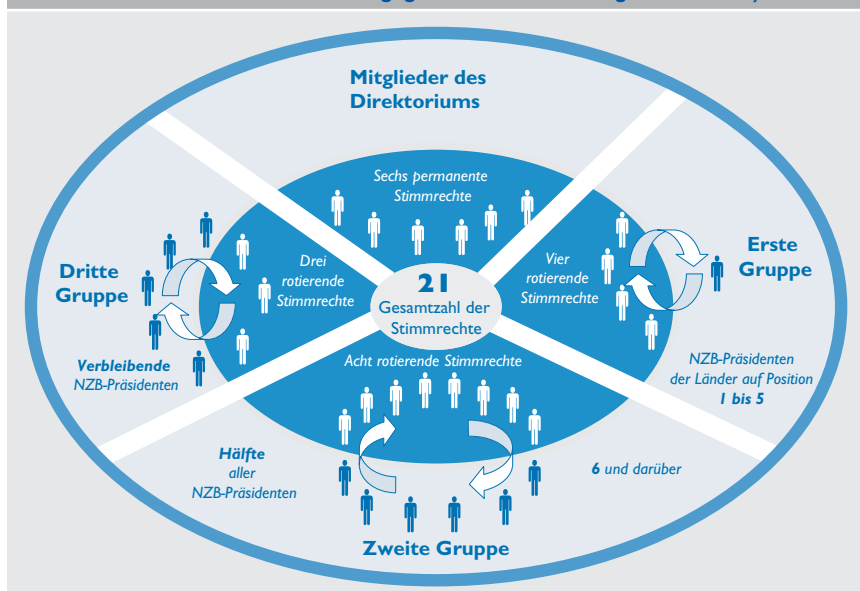 Mitglieder des
Direktoriums
Sechs permanente
Stimmrechte
Drei
rotierende
Stimmrechte
Vier
rotierende
Stimmrechte
Erste
Gruppe
Dritte
Gruppe
21
Gesamtzahl der
Stimmrechte
Verbleibende
NZB-Präsidenten
Acht rotierende Stimmrechte
NZB-Präsidenten
der Länder auf Position
1 bis 5
Hälfte
aller
NZB-Präsidenten
6 und darüber
Zweite Gruppe